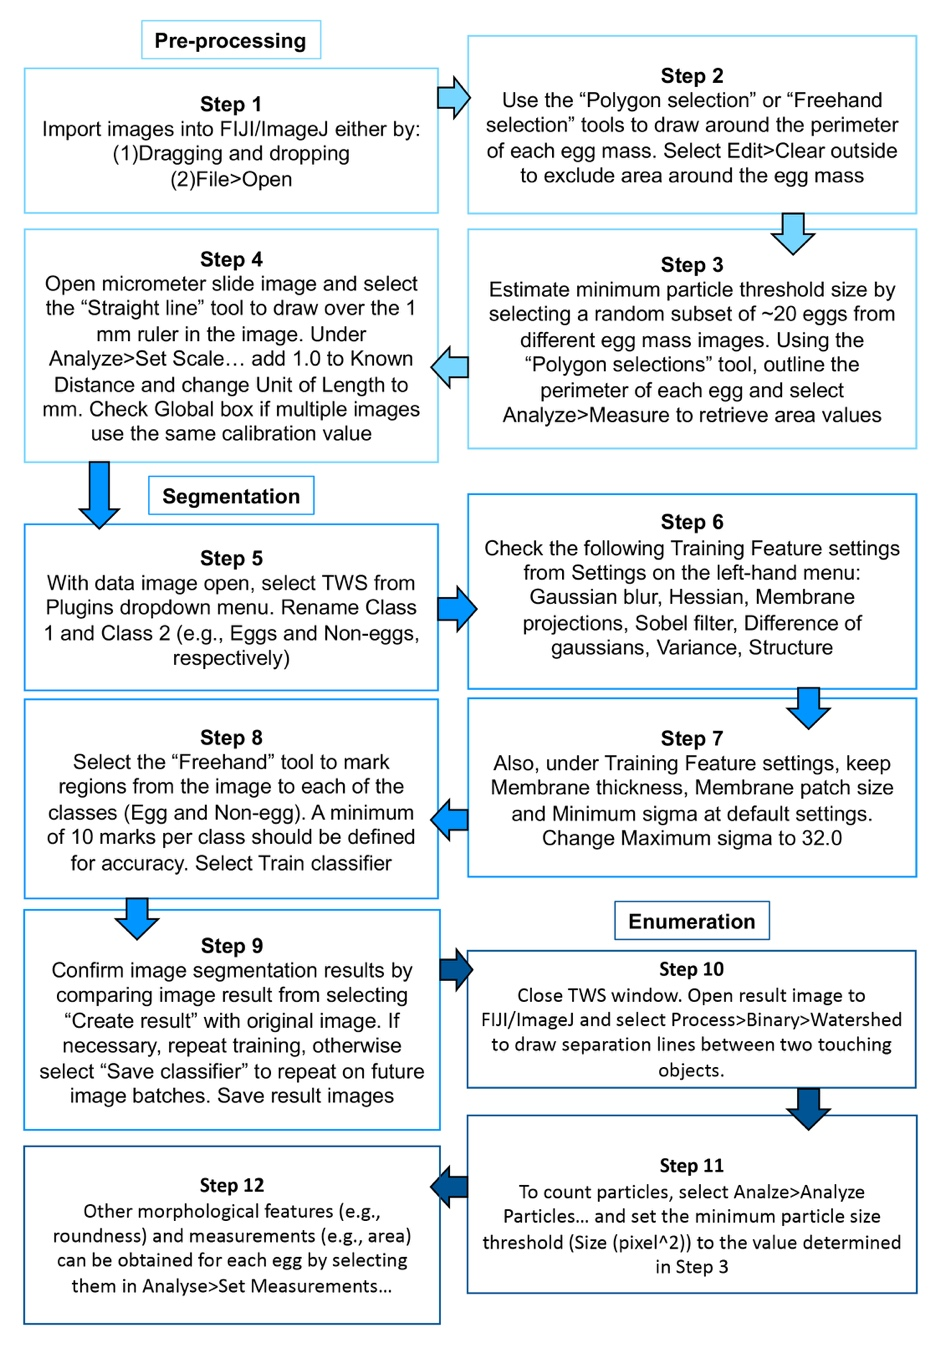 Pre-processing
Step 1
Import images into FIJI/ImageJ either by:
(1)Dragging and dropping
(2)File>Open
Step 2
Use the “Polygon selection” or “Freehand
selection” tools to draw around the perimeter
of each egg mass. Select Edit>Clear outside
to exclude area around the egg mass
Step 3
Estimate minimum particle threshold size by
selecting a random subset of ~20 eggs from
different egg mass images. Using the
“Polygon selections” tool, outline the
perimeter of each egg and select
Analyze>Measure to retrieve area values
Step 4
Open micrometer slide image and select
the “Straight line” tool to draw over the 1
mm ruler in the image. Under
Analyze>Set Scale… add 1.0 to Known
Distance and change Unit of Length to
mm. Check Global box if multiple images
use the same calibration value
Segmentation
Step 5
With data image open, select TWS from
Plugins dropdown menu. Rename Class
1 and Class 2 (e.g., Eggs and Non-eggs,
respectively)
Step 6
Check the following Training Feature settings
from Settings on the left-hand menu:
Gaussian blur, Hessian, Membrane
projections, Sobel filter, Difference of
gaussians, Variance, Structure
Step 7
Also, under Training Feature settings, keep
Membrane thickness, Membrane patch size
and Minimum sigma at default settings.
Change Maximum sigma to 32.0
Step 8
Select the “Freehand” tool to mark
regions from the image to each of the
classes (Egg and Non-egg). A minimum
of 10 marks per class should be defined
for accuracy. Select Train classifier
Step 9
Confirm image segmentation results by
comparing image result from selecting
“Create result” with original image. If
necessary, repeat training, otherwise
select “Save classifier” to repeat on future
image batches. Save result images
Enumeration
Step 10
Close TWS window. Open result image to
FIJI/ImageJ and select Process>Binary>Watershed
to draw separation lines between two touching
objects.
Step 11
To count particles, select Analze>Analyze
Particles… and set the minimum particle size
threshold (Size (pixel^2)) to the value determined
in Step 3
Step 12
Other morphological features (e.g.,
roundness) and measurements (e.g., area)
can be obtained for each egg by selecting
them in Analyse>Set Measurements…